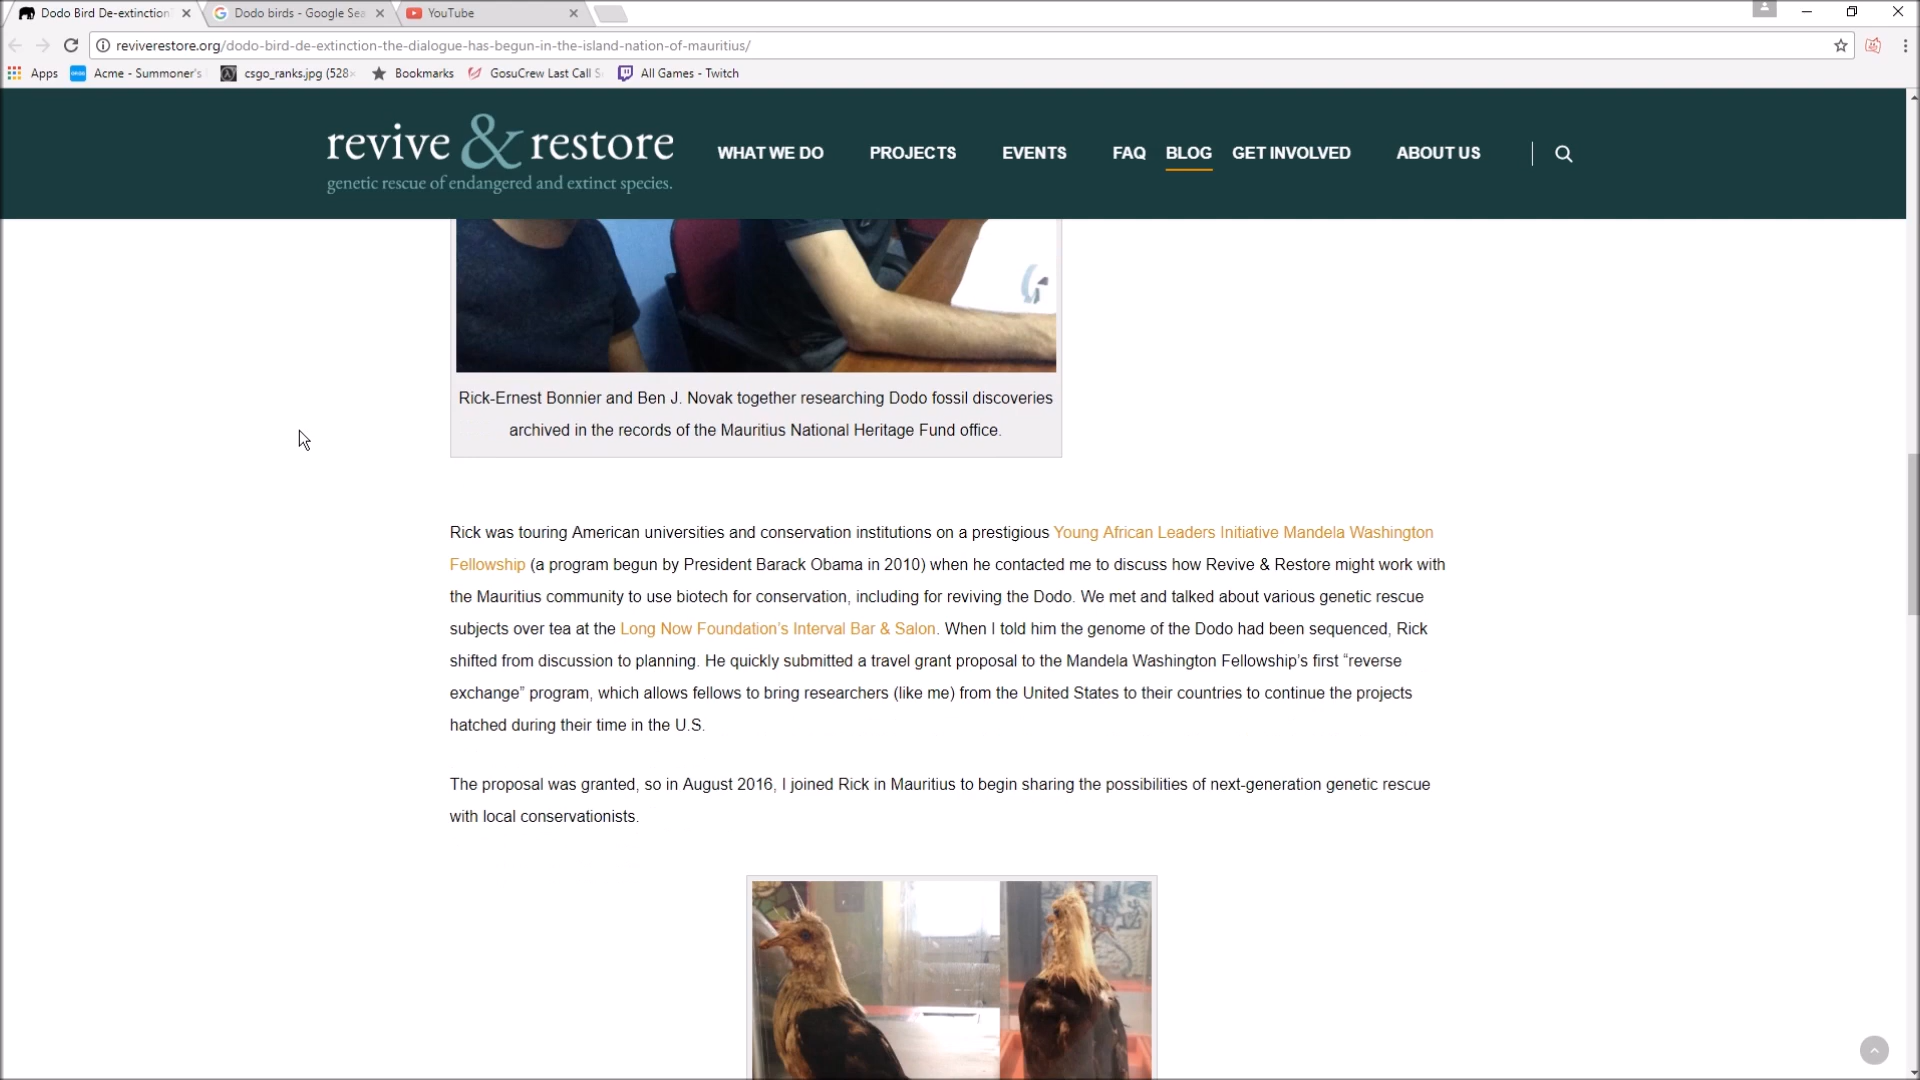 Dodo Bird De-extinction
Dodo birds - Google Sea
YouTube
reviverestore.org/dodo-bird-de-extinction-the-dialogue-has-begun-in-the-island-nation-of-mauritius/
Apps
Acme - Summoner's
csgo_ranks.jpg (528×
Bookmarks
GosuCrew Last Call S
All Games - Twitch
revive & restore
genetic rescue of endangered and extinct species.
WHAT WE DO
PROJECTS
EVENTS
FAQ
BLOG
GET INVOLVED
ABOUT US
Rick-Ernest Bonnier and Ben J. Novak together researching Dodo fossil discoveries
archived in the records of the Mauritius National Heritage Fund office.
Rick was touring American universities and conservation institutions on a prestigious Young African Leaders Initiative Mandela Washington
Fellowship (a program begun by President Barack Obama in 2010) when he contacted me to discuss how Revive & Restore might work with
the Mauritius community to use biotech for conservation, including for reviving the Dodo. We met and talked about various genetic rescue
subjects over tea at the Long Now Foundation’s Interval Bar & Salon. When I told him the genome of the Dodo had been sequenced, Rick
shifted from discussion to planning. He quickly submitted a travel grant proposal to the Mandela Washington Fellowship’s first “reverse
exchange” program, which allows fellows to bring researchers (like me) from the United States to their countries to continue the projects
hatched during their time in the U.S.
The proposal was granted, so in August 2016, I joined Rick in Mauritius to begin sharing the possibilities of next-generation genetic rescue
with local conservationists.